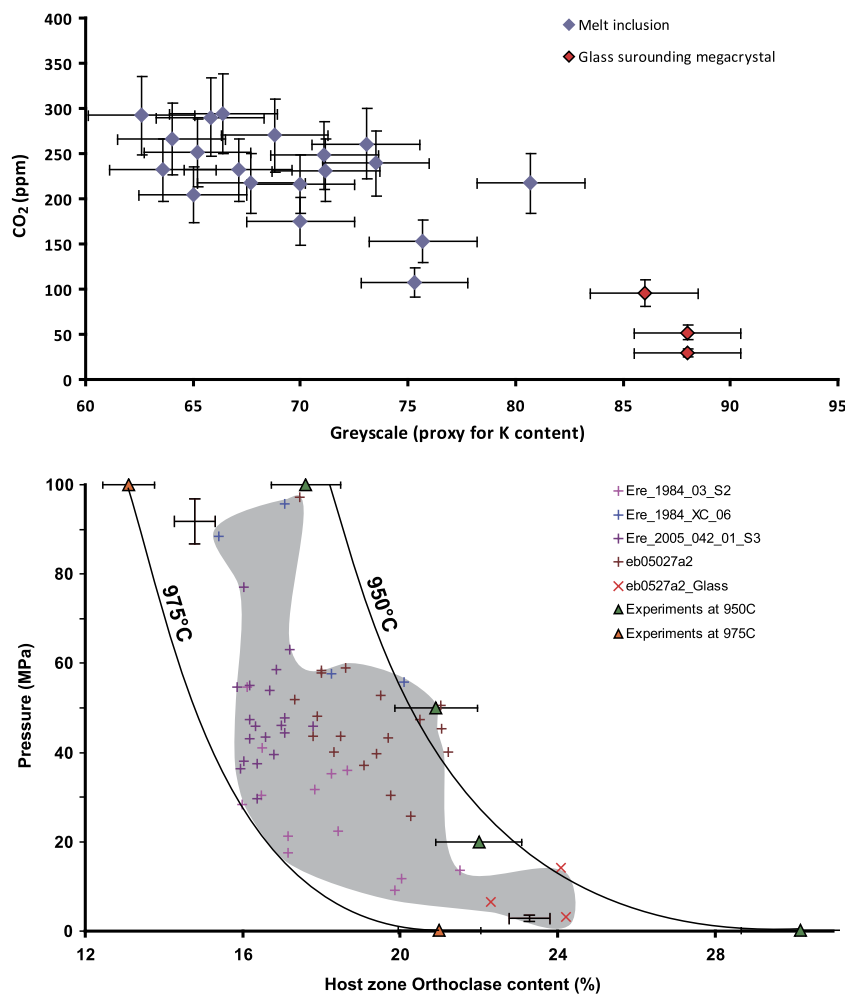 400
350
300
250
200
150
100
50
0
CO2 (ppm)
Melt inclusion
Glass surounding megacrystal
60 65 70 75 80 85 90 95
Greyscale (proxy for K content)
100
80
60
40
20
0
Pressure (MPa)
975°C
950°C
Ere_1984_03_S2
Ere_1984_XC_06
Ere_2005_042_01_S3
eb05027a2
eb0527a2_Glass
Experiments at 950C
Experiments at 975C
12 16 20 24 28
Host zone Orthoclase content (%)